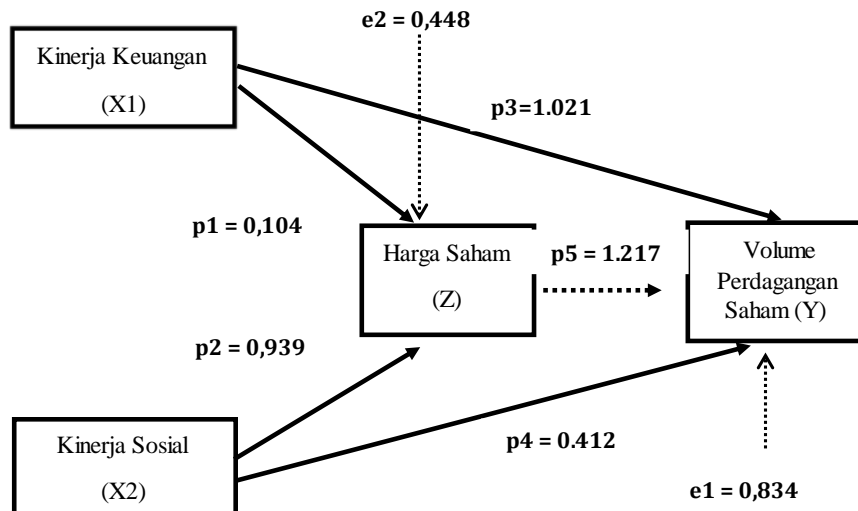 e2 = 0,448
Kinerja Keuangan
(X1)
p3=1.021
p1 = 0,104
Harga Saham
(Z)
p5 = 1.217
Volume
Perdagangan
Saham (Y)
p2 = 0,939
Kinerja Sosial
(X2)
p4 = 0.412
e1 = 0,834